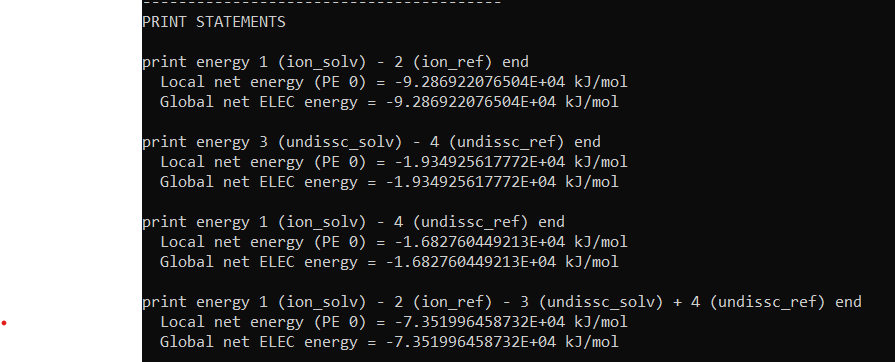 ----------------------------------------
PRINT STATEMENTS
print energy 1 (ion_solv) - 2 (ion_ref) end
Local net energy (PE 0) = -9.286922076504E+04 kJ/mol
Global net ELEC energy = -9.286922076504E+04 kJ/mol
print energy 3 (undissc_solv) - 4 (undissc_ref) end
Local net energy (PE 0) = -1.934925617772E+04 kJ/mol
Global net ELEC energy = -1.934925617772E+04 kJ/mol
print energy 1 (ion_solv) - 4 (undissc_ref) end
Local net energy (PE 0) = -1.682760449213E+04 kJ/mol
Global net ELEC energy = -1.682760449213E+04 kJ/mol
print energy 1 (ion_solv) - 2 (ion_ref) - 3 (undissc_solv) + 4 (undissc_ref) end
Local net energy (PE 0) = -7.351996458732E+04 kJ/mol
Global net ELEC energy = -7.351996458732E+04 kJ/mol